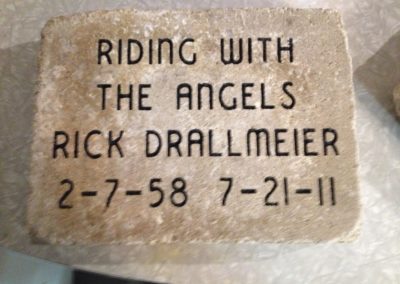 RIDING WITH
THE ANGELS
RICK DRALLMEIER
2-7-58 7-21-11